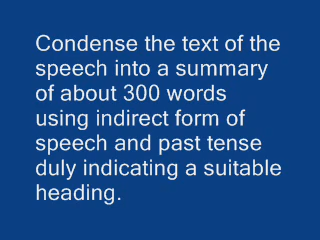 Condense the text of the
speech into a summary
of about 300 words
using indirect form of
speech and past tense
duly indicating a suitable
heading.